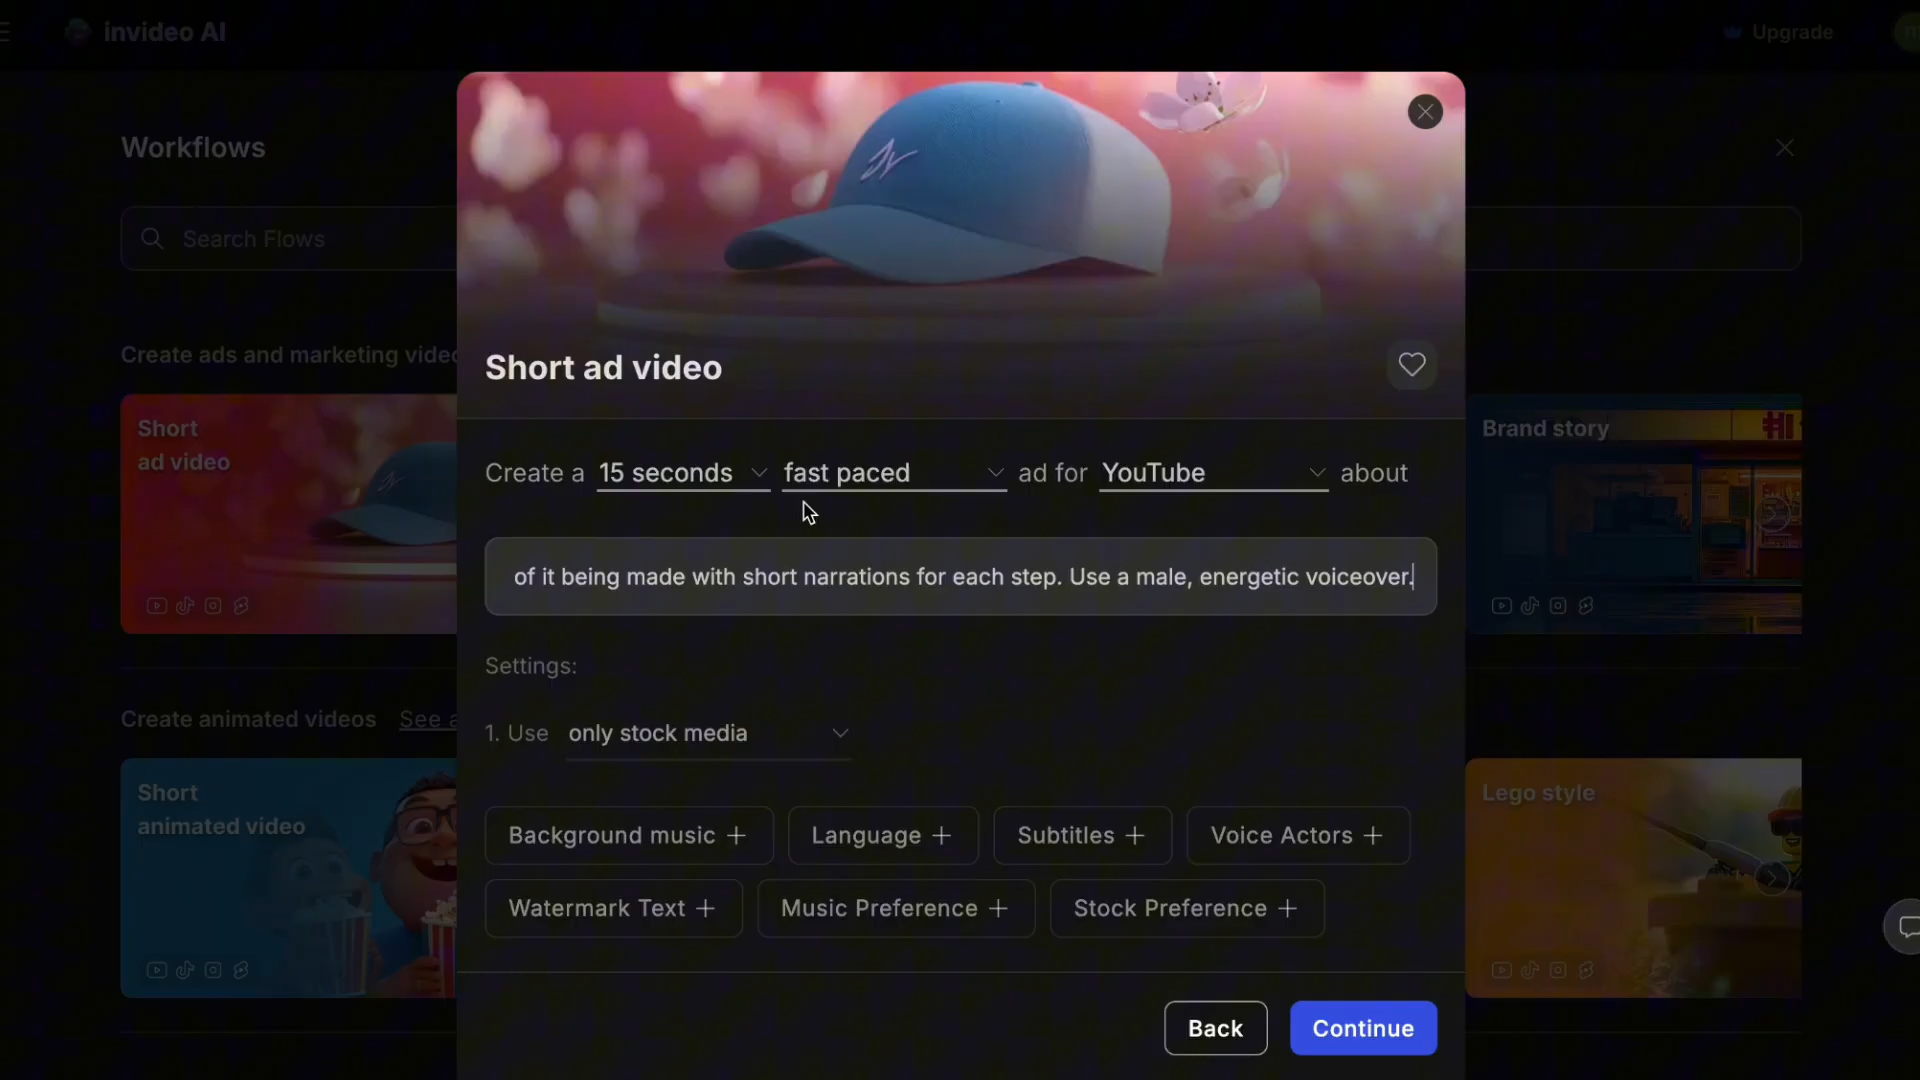 invideo AI
Upgrade
Workflows
Search Flows
Create ads and marketing video
Short
ad video
Brand story
Create animated videos See a
Short
animated video
Lego style
Short ad video
Create a 15 seconds fast paced ad for YouTube about
of it being made with short narrations for each step. Use a male, energetic voiceover.
Settings:
1. Use only stock media
Background music +
Language +
Subtitles +
Voice Actors +
Watermark Text +
Music Preference +
Stock Preference +
Back
Continue